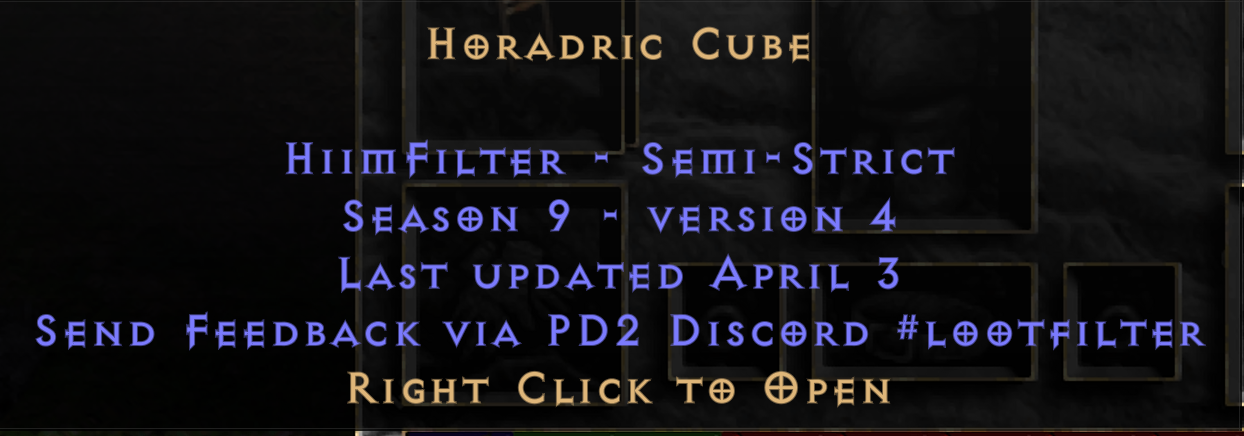 Horadric Cube
HiimFilter - Semi-Strict
Season 9 - version 4
Last updated April 3
Send Feedback via PD2 Discord #lootfilter
Right Click to Open